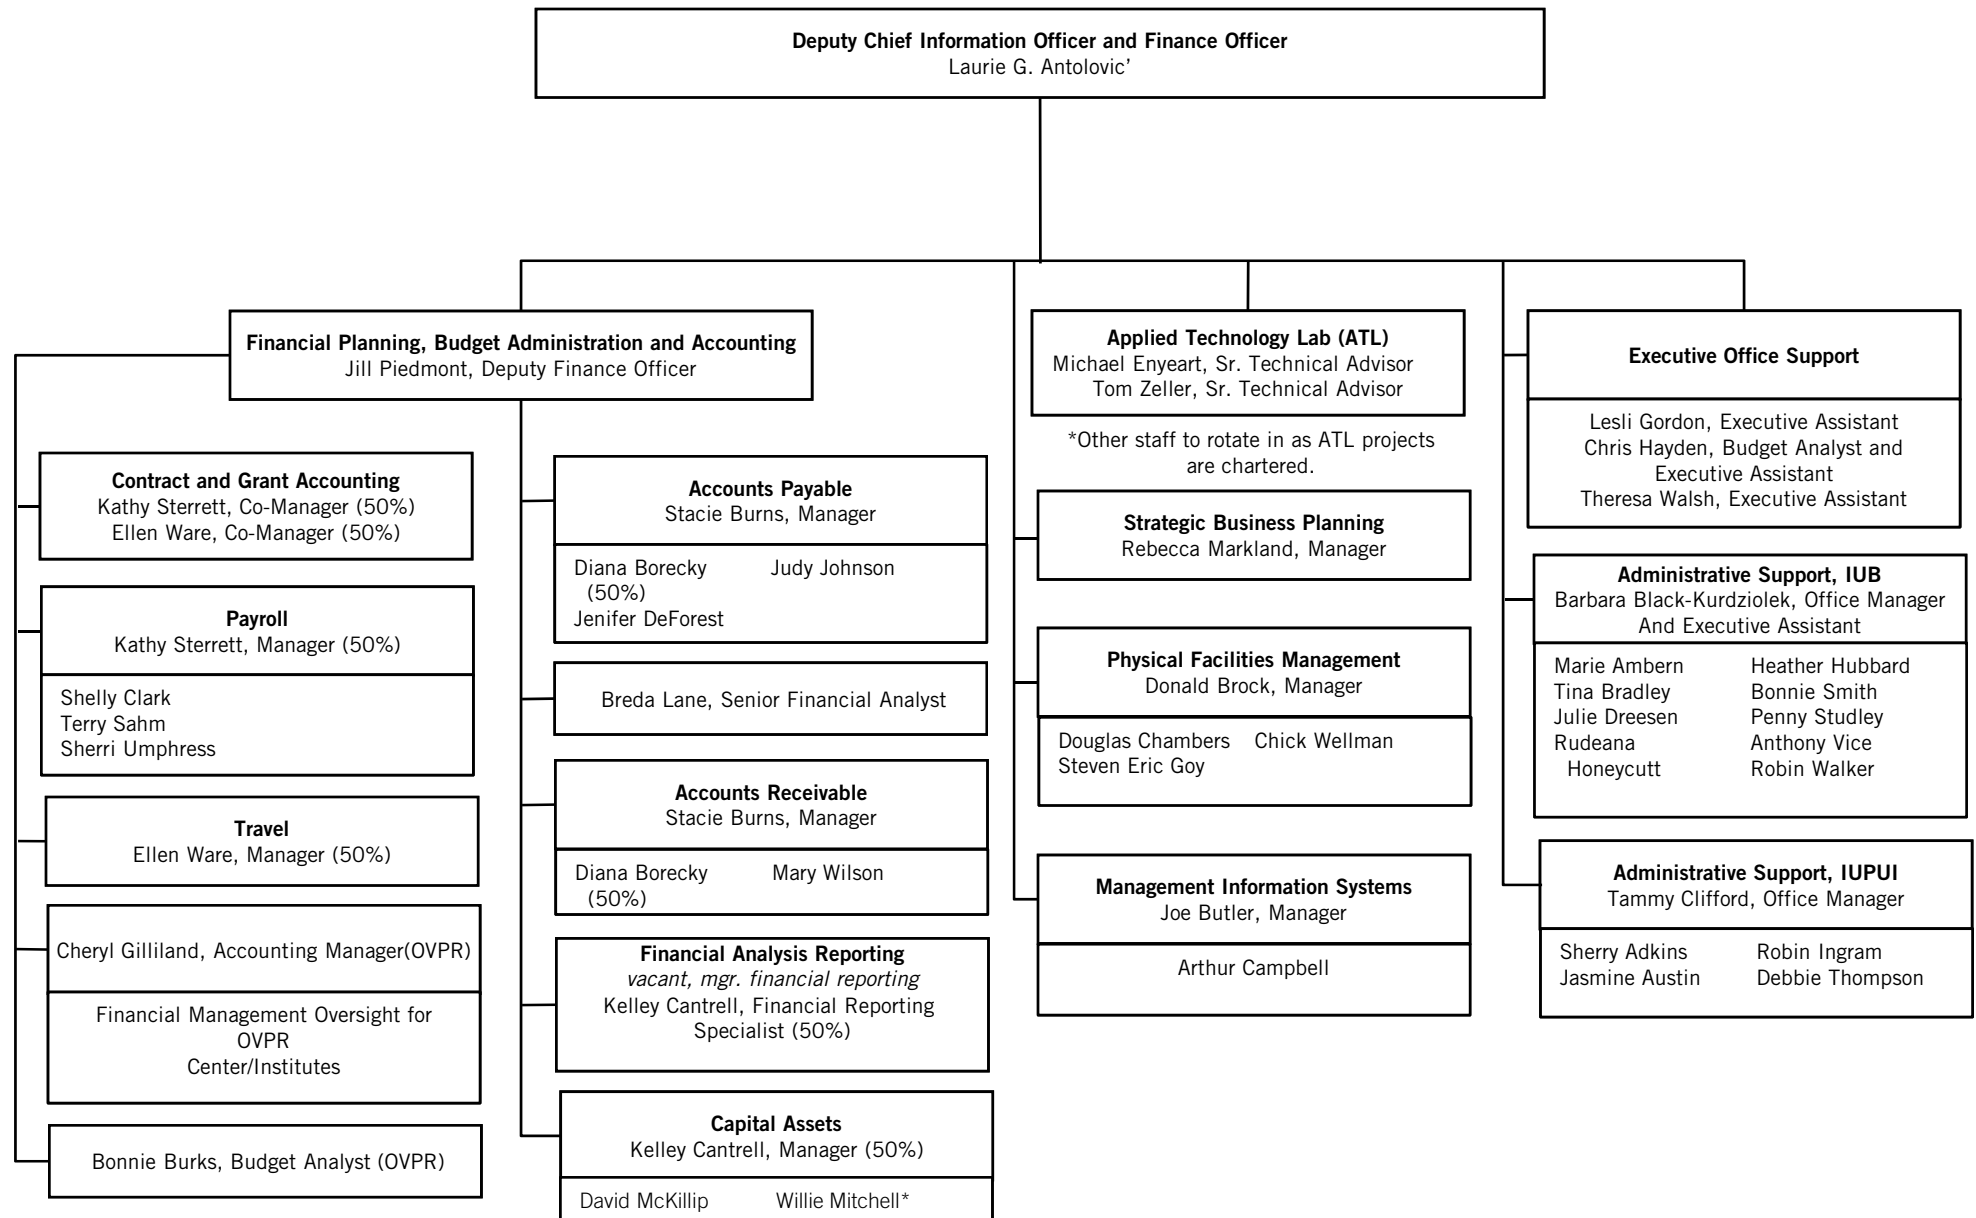 Deputy Chief Information Officer and Finance Officer
Laurie G. Antolovic’
Financial Planning, Budget Administration and Accounting
Jill Piedmont, Deputy Finance Officer
Contract and Grant Accounting
Kathy Sterrett, Co-Manager (50%)
Ellen Ware, Co-Manager (50%)
Payroll
Kathy Sterrett, Manager (50%)
Shelly Clark
Terry Sahm
Sherri Umphress
Travel
Ellen Ware, Manager (50%)
Cheryl Gilliland, Accounting Manager(OVPR)
Financial Management Oversight for
OVPR
Center/Institutes
Bonnie Burks, Budget Analyst (OVPR)
Accounts Payable
Stacie Burns, Manager
Diana Borecky Judy Johnson
(50%)
Jenifer DeForest
Breda Lane, Senior Financial Analyst
Accounts Receivable
Stacie Burns, Manager
Diana Borecky Mary Wilson
(50%)
Financial Analysis Reporting
vacant, mgr. financial reporting
Kelley Cantrell, Financial Reporting
Specialist (50%)
Capital Assets
Kelley Cantrell, Manager (50%)
David McKillip Willie Mitchell*
Applied Technology Lab (ATL)
Michael Enyeart, Sr. Technical Advisor
Tom Zeller, Sr. Technical Advisor
*Other staff to rotate in as ATL projects
are chartered.
Strategic Business Planning
Rebecca Markland, Manager
Physical Facilities Management
Donald Brock, Manager
Douglas Chambers Chick Wellman
Steven Eric Goy
Management Information Systems
Joe Butler, Manager
Arthur Campbell
Executive Office Support
Lesli Gordon, Executive Assistant
Chris Hayden, Budget Analyst and
Executive Assistant
Theresa Walsh, Executive Assistant
Administrative Support, IUB
Barbara Black-Kurdziolek, Office Manager
And Executive Assistant
Marie Ambern Heather Hubbard
Tina Bradley Bonnie Smith
Julie Dreesen Penny Studley
Rudeana Anthony Vice
Honeycutt Robin Walker
Administrative Support, IUPUI
Tammy Clifford, Office Manager
Sherry Adkins Robin Ingram
Jasmine Austin Debbie Thompson